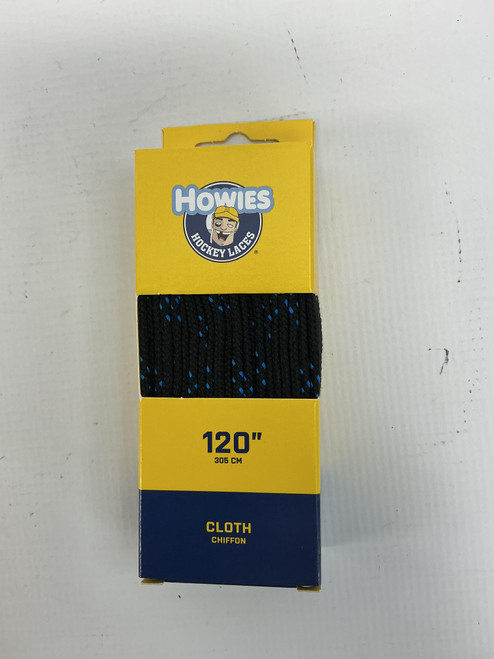 HOWIES
HOCKEY LACES
®
120"
305 CM
CLOTH
CHIFFON